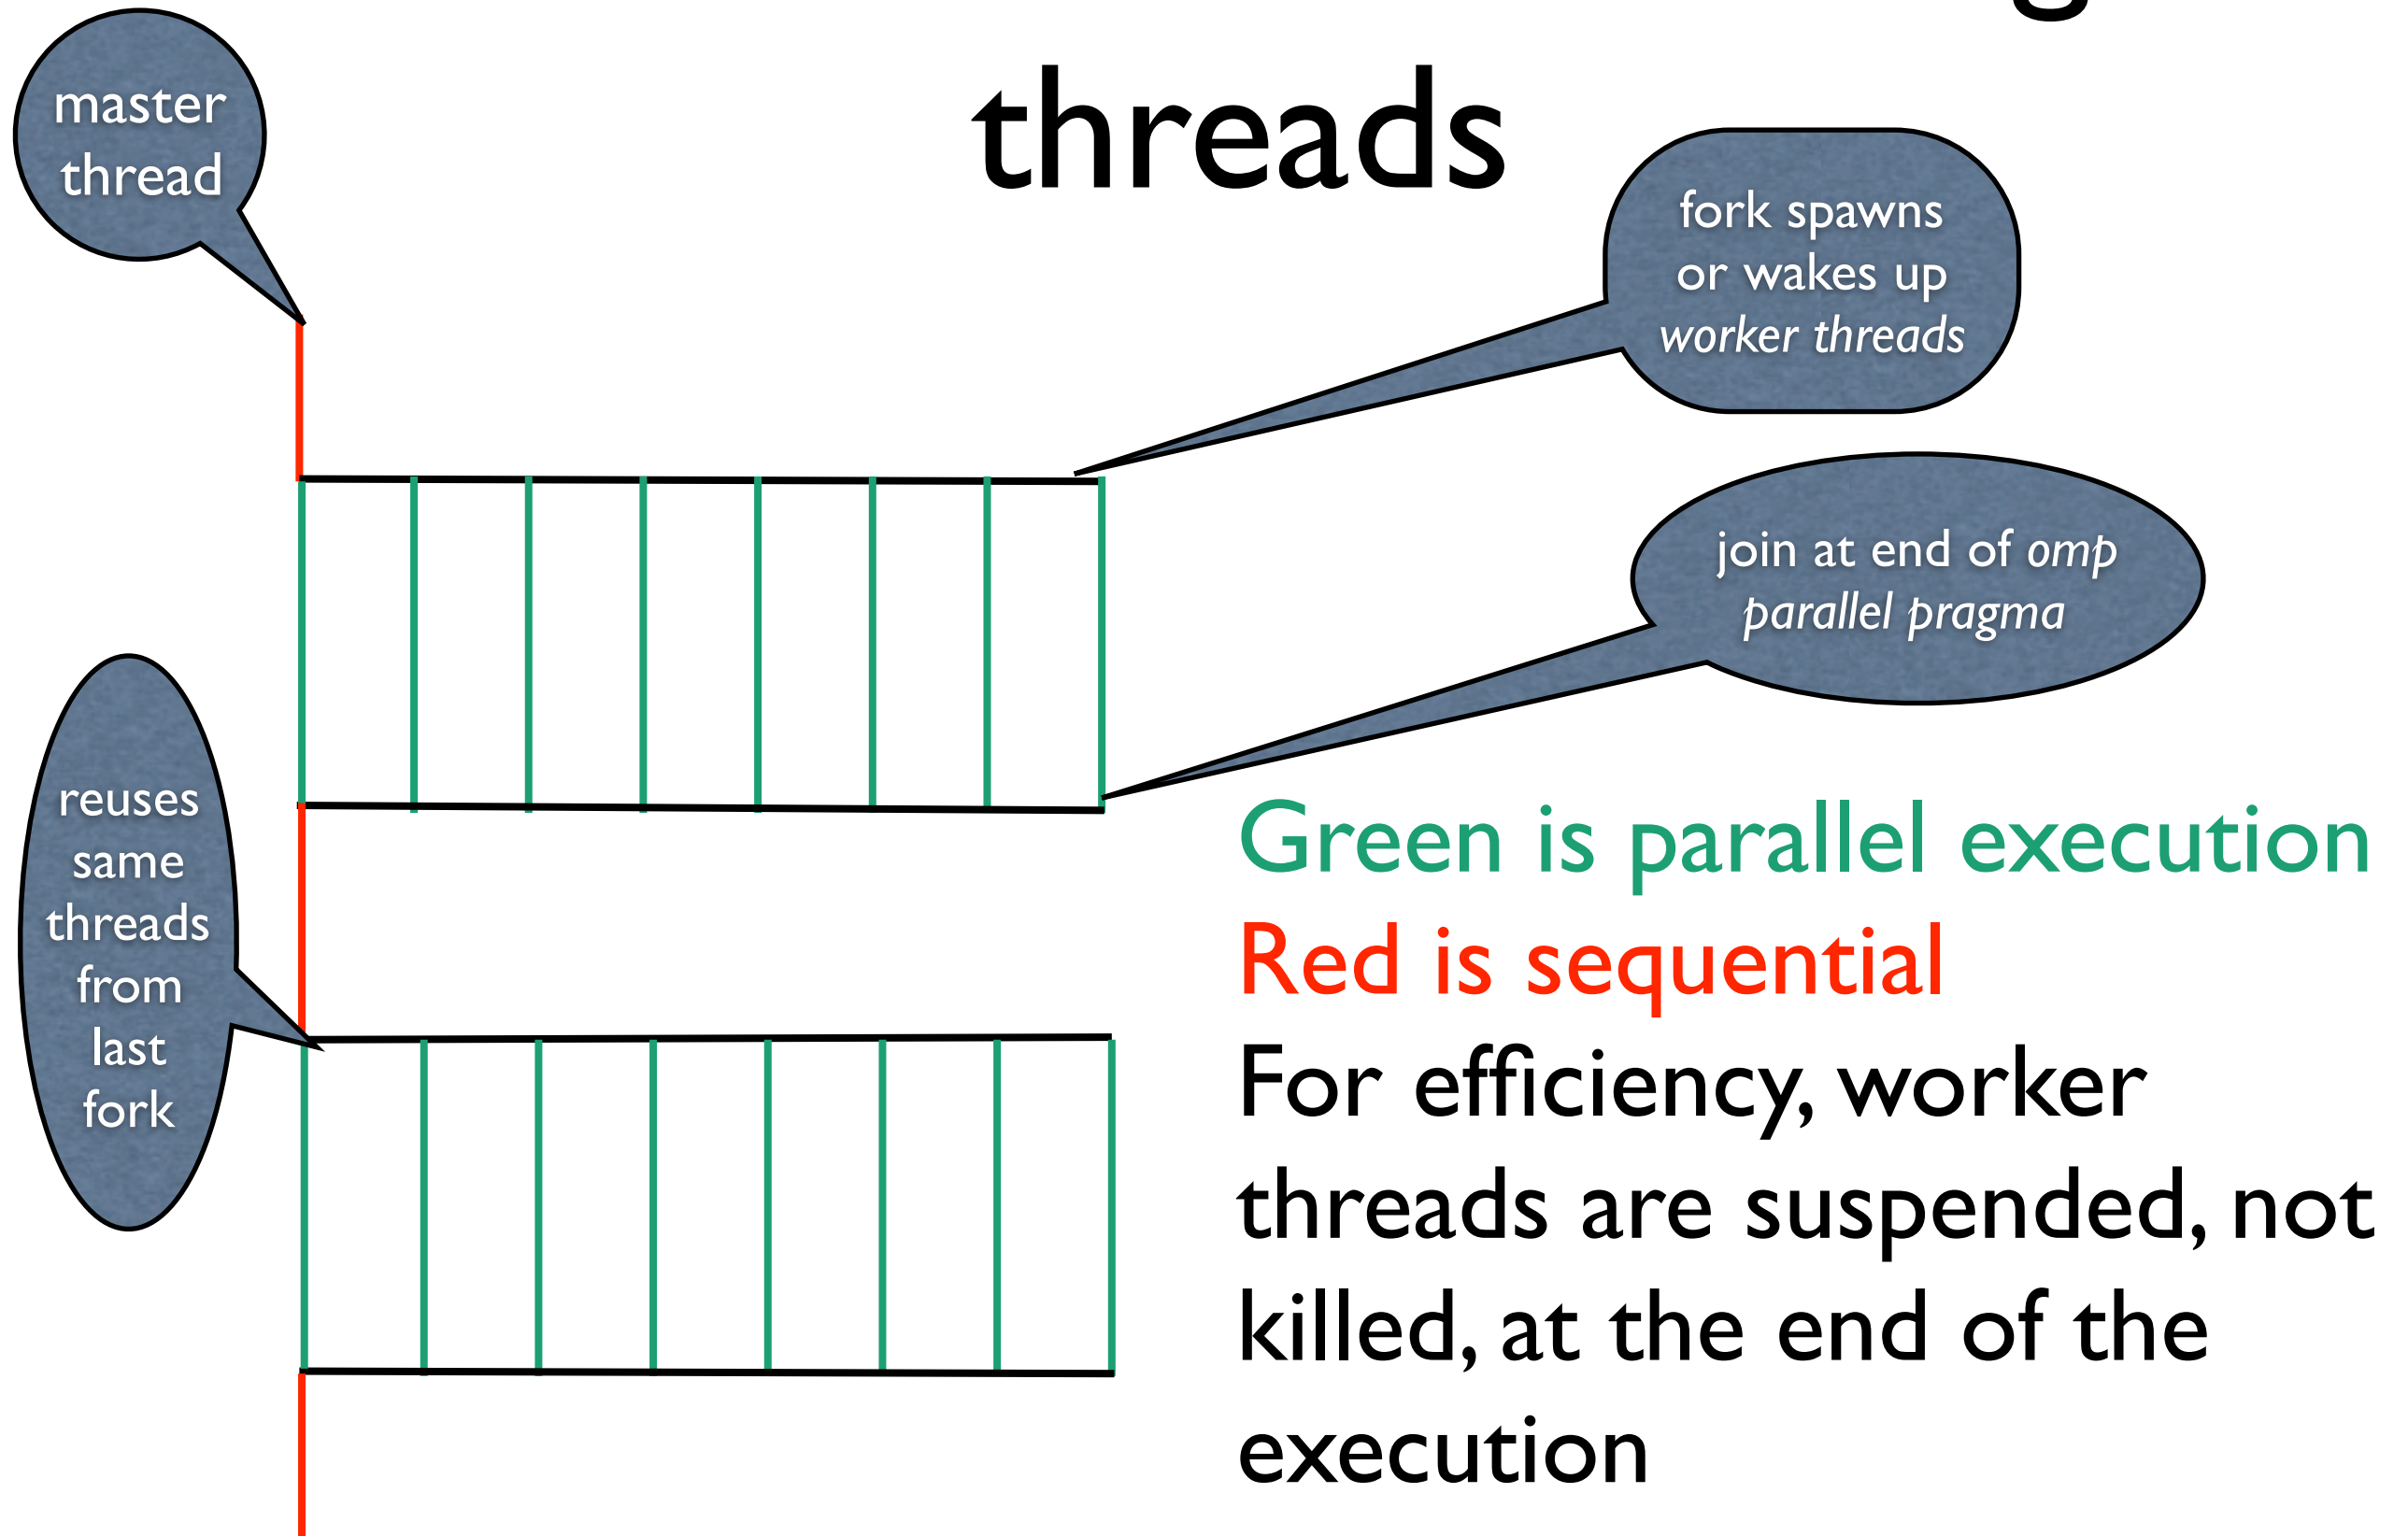 threads
master
thread
fork spawns
or wakes up
worker threads
join at end of omp
parallel pragma
reuses
same
threads
from
last
fork
Green is parallel execution
Red is sequential
For efficiency, worker
threads are suspended, not
killed, at the end of the
execution